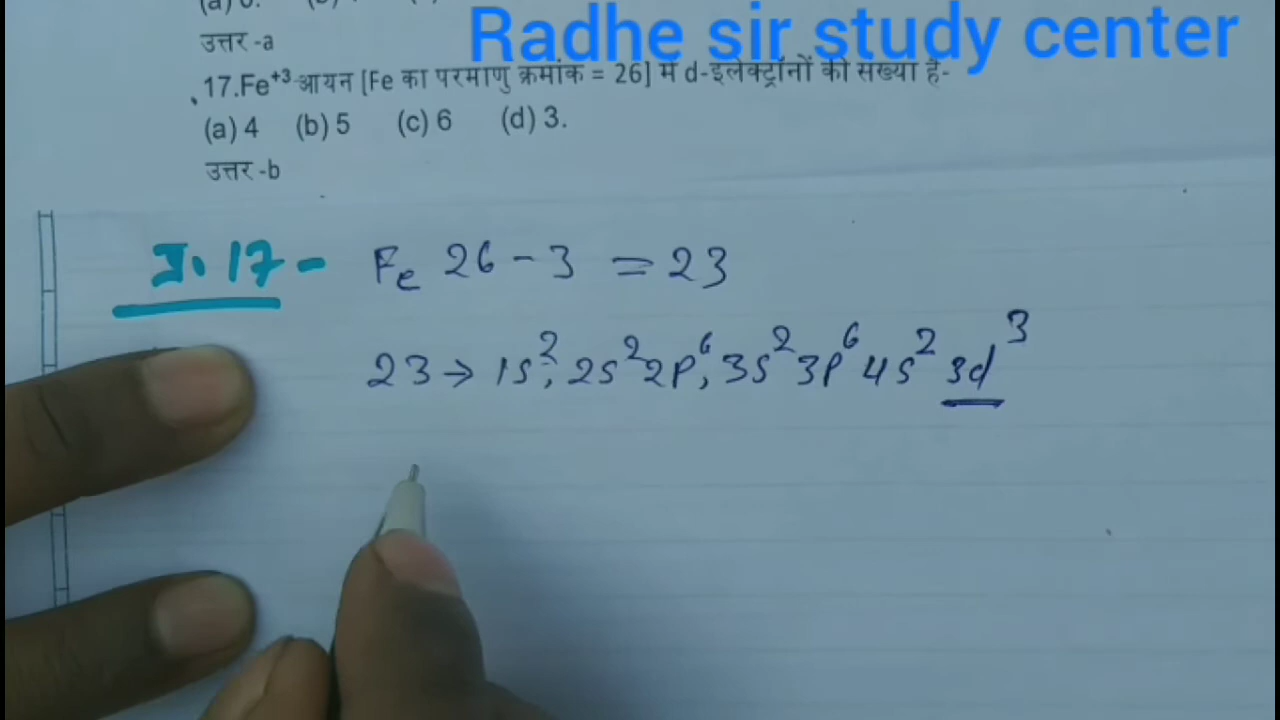 Radhe sir study center
उत्तर -a
17.Fe⁺³ आयन [Fe का परमाणु क्रमांक = 26] में d-इलेक्ट्रॉनों की संख्या है-
(a) 4 (b) 5 (c) 6 (d) 3.
उत्तर -b
प्र. 17 - Fe 26 - 3 = 23
23 → 1s², 2s² 2p⁶, 3s² 3p⁶ 4s² 3d³